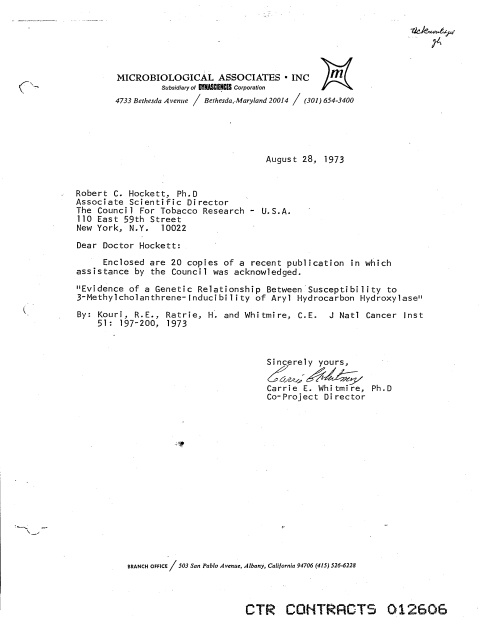 Acknowledge
gh
MICROBIOLOGICAL ASSOCIATES • INC
m
Subsidiary of DYNASCIENCES Corporation
4733 Bethesda Avenue / Bethesda, Maryland 20014 / (301) 654-3400
August 28, 1973
Robert C. Hockett, Ph.D
Associate Scientific Director
The Council For Tobacco Research - U.S.A.
110 East 59th Street
New York, N.Y. 10022
Dear Doctor Hockett:
Enclosed are 20 copies of a recent publication in which
assistance by the Council was acknowledged.
"Evidence of a Genetic Relationship Between Susceptibility to
3-Methylcholanthrene-Inducibility of Aryl Hydrocarbon Hydroxylase"
By: Kouri, R.E., Ratrie, H. and Whitmire, C.E. J Natl Cancer Inst
51: 197-200, 1973
Sincerely yours,
Carrie E Whitmire
Carrie E. Whitmire, Ph.D
Co-Project Director
BRANCH OFFICE / 503 San Pablo Avenue, Albany, California 94706 (415) 526-6228
CTR CONTRACTS 012606